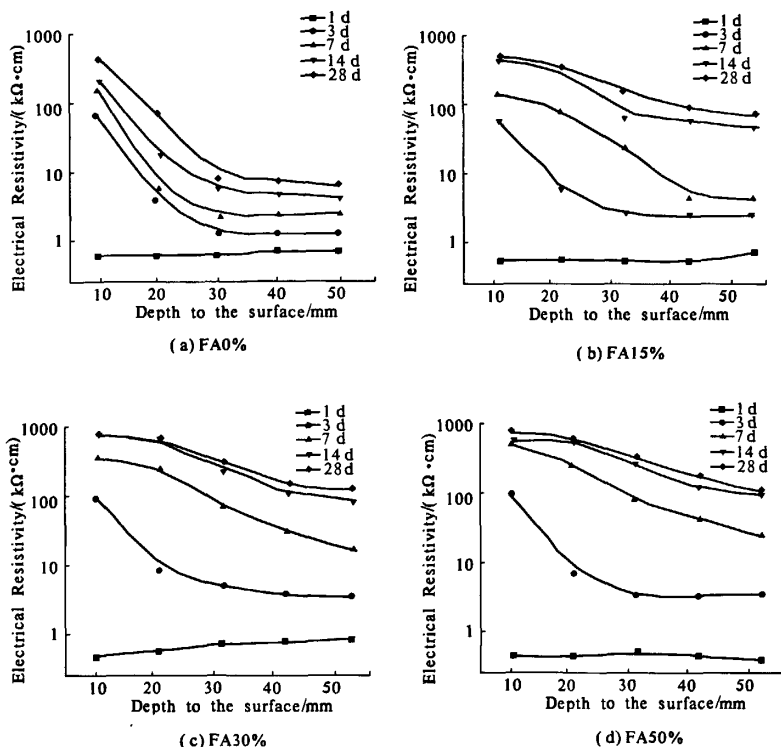 1 d
3 d
7 d
14 d
28 d
Electrical Resistivity/( kΩ•cm)
1000
100
10
1
10 20 30 40 50
Depth to the surface/mm
( a) FA0%
1 d
3 d
7 d
14 d
28 d
Electrical Resistivity/( kΩ•cm)
1000
100
10
1
10 20 30 40 50
Depth to the surface/mm
( b) FA15%
1 d
3 d
7 d
14 d
28 d
Electrical Resistivity/( kΩ•cm)
1000
100
10
1
10 20 30 40 50
Depth to the surface/mm
( c) FA30%
1 d
3 d
7 d
14 d
28 d
Electrical Resistivity/( kΩ•cm)
1000
100
10
1
10 20 30 40 50
Depth to the surface/mm
( d) FA50%